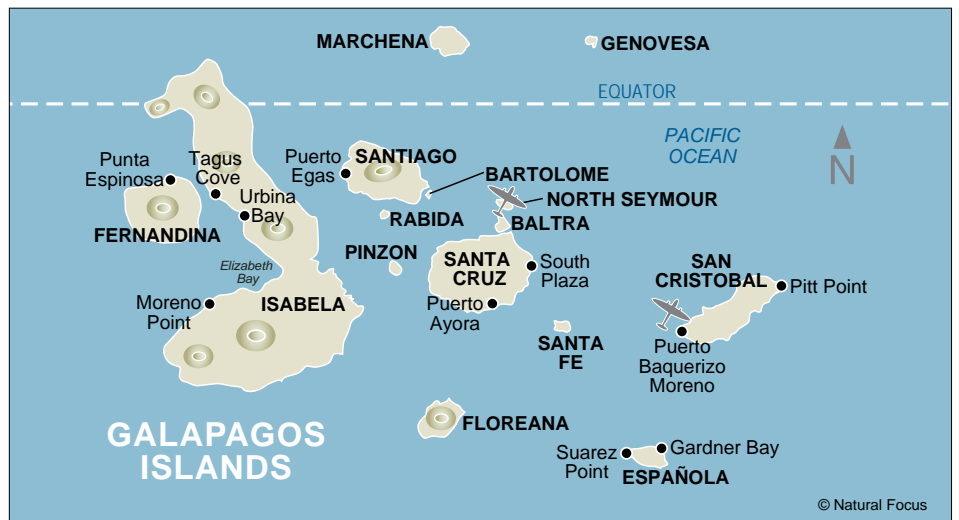 MARCHENA
GENOVESA
EQUATOR
PACIFIC
OCEAN
N
Punta
Espinosa
Tagus
Cove
Urbina
Bay
Puerto
Egas
SANTIAGO
BARTOLOME
NORTH SEYMOUR
BALTRA
RABIDA
FERNANDINA
PINZON
SANTA
CRUZ
South
Plaza
SAN
CRISTOBAL
Pitt Point
Elizabeth
Bay
Moreno
Point
ISABELA
Puerto
Ayora
SANTA
FE
Puerto
Baquerizo
Moreno
GALAPAGOS
ISLANDS
FLOREANA
Suarez
Point
Gardner Bay
ESPAÑOLA
© Natural Focus